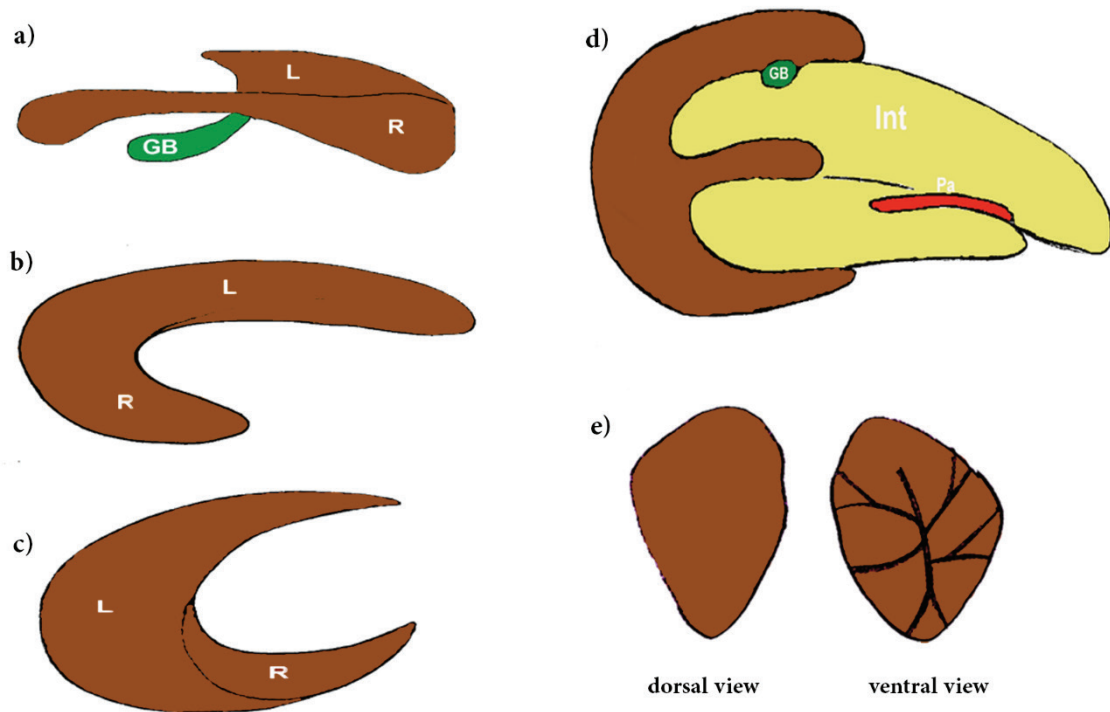 a)
L
R
GB
b)
L
R
c)
L
R
d)
GB
Int
Pa
e)
dorsal view
ventral view